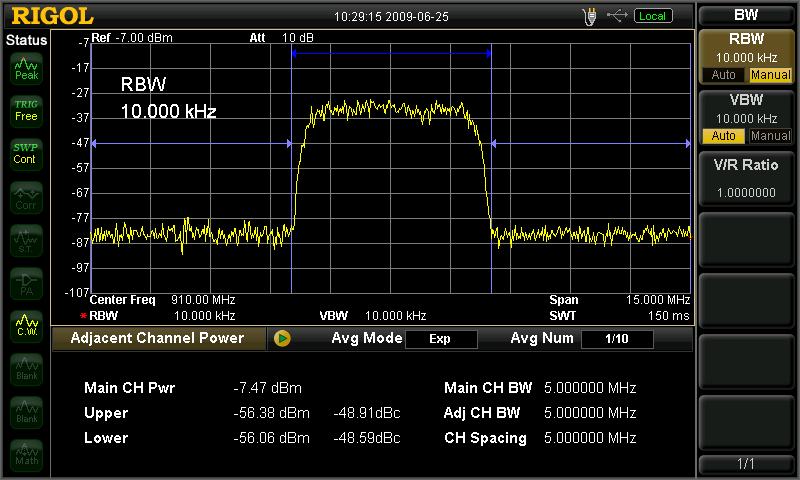 RIGOL
10:29:15 2009-06-25
Local
Status
Peak
TRIG
Free
SWP
Cont
Corr
S.T.
PA
C.W.
Blank
Blank
Math
Ref -7.00 dBm Att 10 dB
-7
-17
-27
-37
-47
-57
-67
-77
-87
-97
-107
RBW
10.000 kHz
Center Freq 910.00 MHz Span 15.000 MHz
*RBW 10.000 kHz VBW 10.000 kHz SWT 150 ms
Adjacent Channel Power Avg Mode Exp Avg Num 1/10
Main CH Pwr -7.47 dBm Main CH BW 5.000000 MHz
Upper -56.38 dBm -48.91dBc Adj CH BW 5.000000 MHz
Lower -56.06 dBm -48.59dBc CH Spacing 5.000000 MHz
BW
RBW
10.000 kHz
Auto Manual
VBW
10.000 kHz
Auto Manual
V/R Ratio
1.0000000
1/1